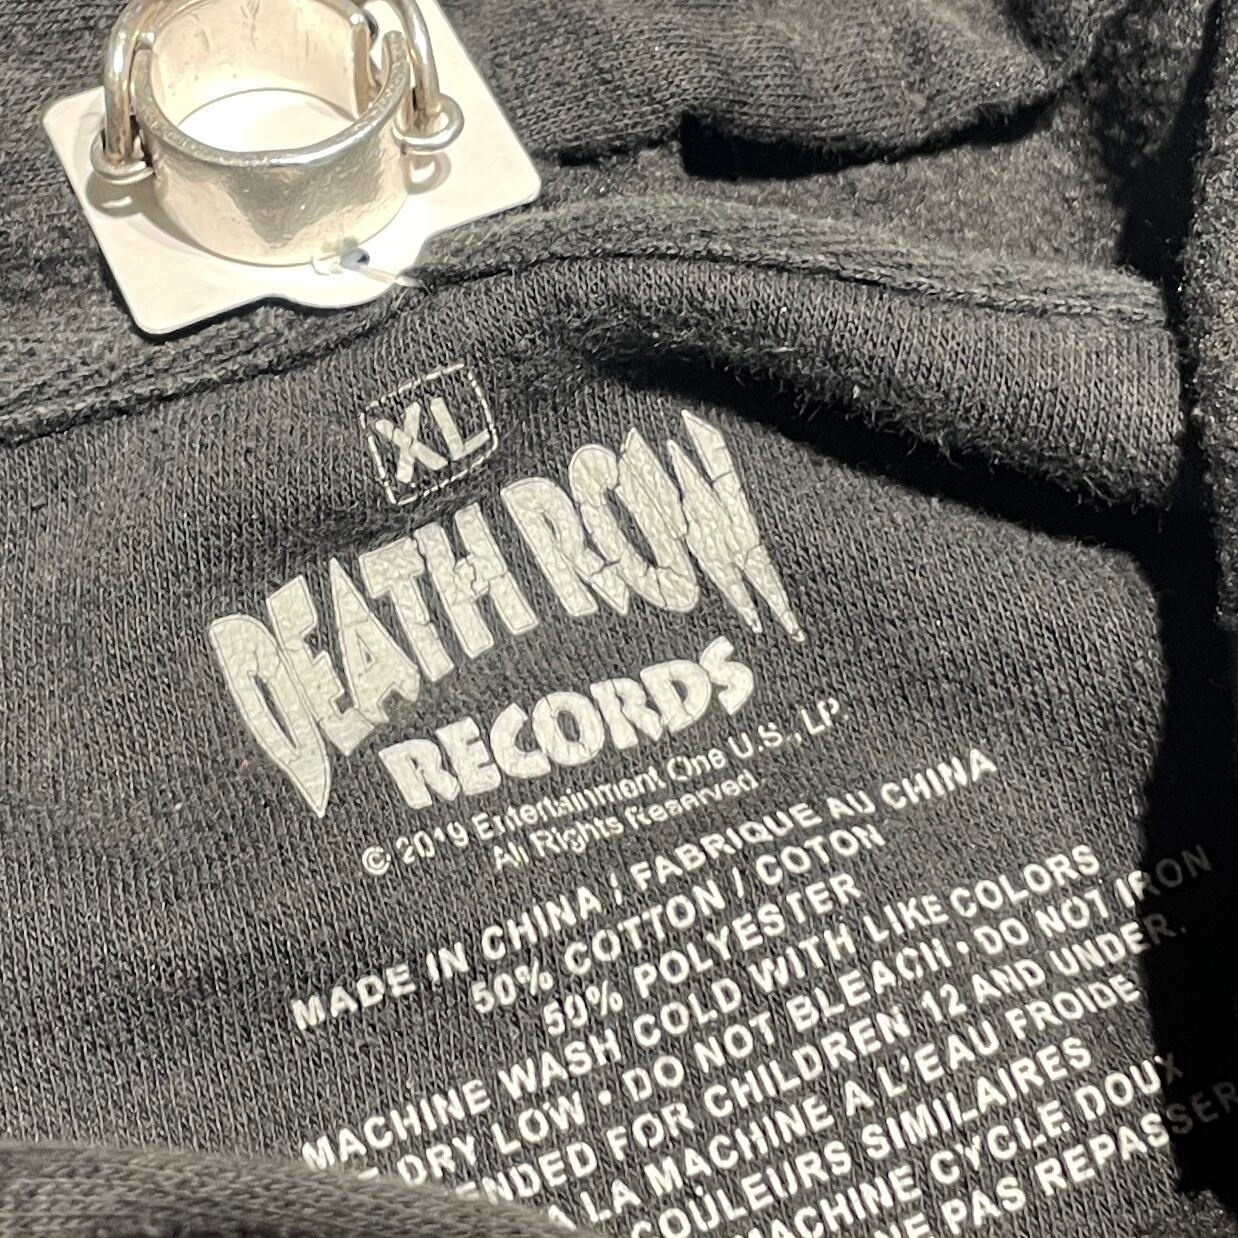 XL
DEATH ROW
RECORDS
© 2019 Entertainment One U.S., LP.
All Rights Reserved.
MADE IN CHINA / FABRIQUE AU CHINA
50% COTTON / COTON
50% POLYESTER
MACHINE WASH COLD WITH LIKE COLORS
DRY LOW • DO NOT BLEACH • DO NOT IRON
FOR CHILDREN 12 AND UNDER.
LA MACHINE A L'EAU FROIDE
COULEURS SIMILAIRES
MACHINE CYCLE DOUX
NE PAS REPASSER